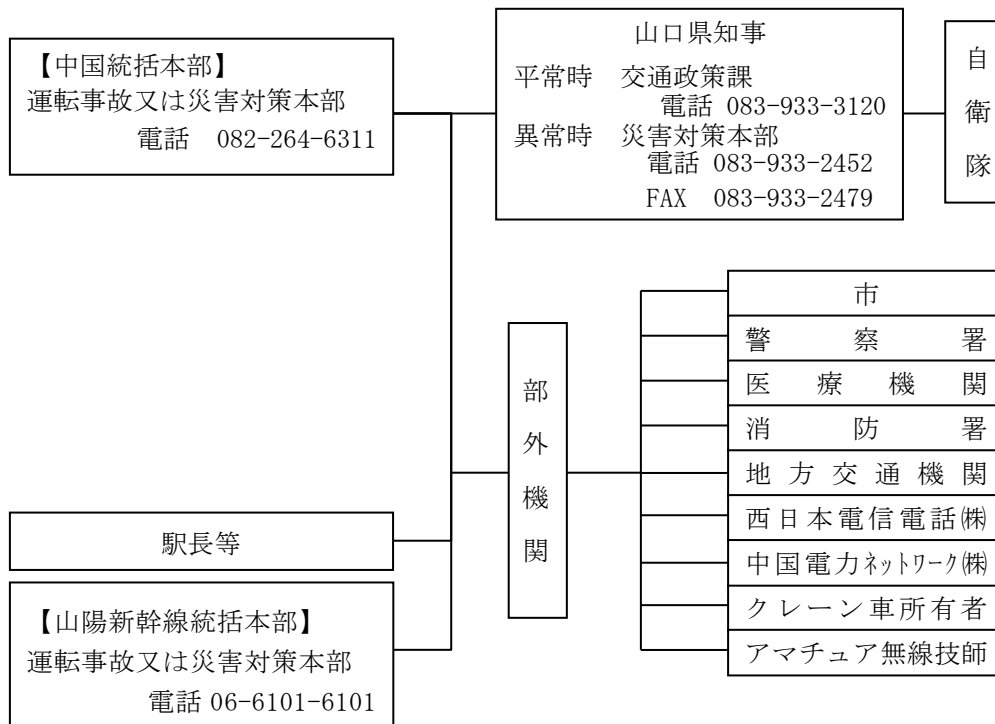 【中国統括本部】
運転事故又は災害対策本部
電話 082-264-6311
山口県知事
平常時 交通政策課
電話 083-933-3120
異常時 災害対策本部
電話 083-933-2452
FAX 083-933-2479
自衛隊
駅長等
【山陽新幹線統括本部】
運転事故又は災害対策本部
電話 06-6101-6101
部外機関
市
警察署
医療機関
消防署
地方交通機関
西日本電信電話㈱
中国電力ネットワーク㈱
クレーン車所有者
アマチュア無線技師